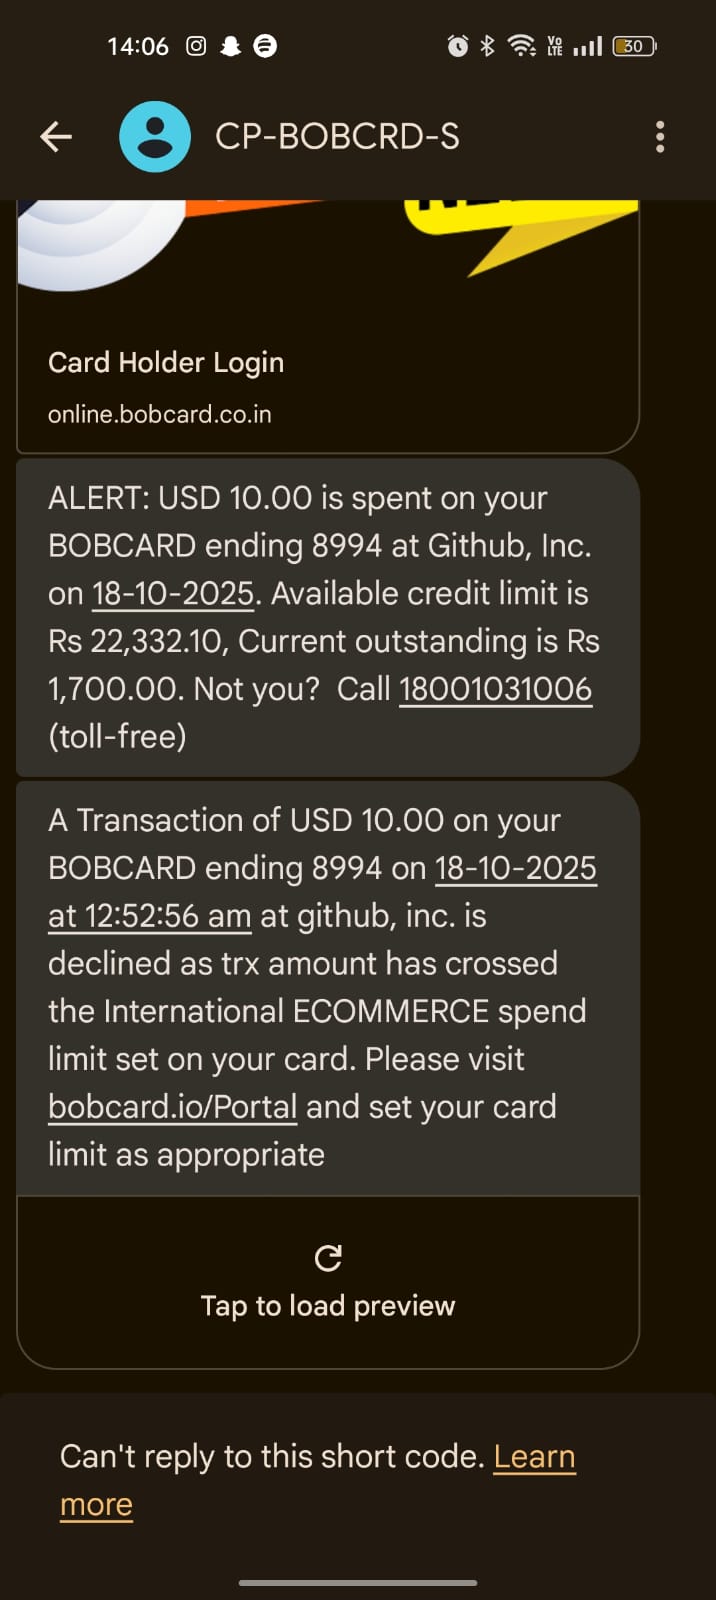 14:06
Vo
LTE
30
CP-BOBCRD-S
Card Holder Login
online.bobcard.co.in
ALERT: USD 10.00 is spent on your
BOBCARD ending 8994 at Github, Inc.
on 18-10-2025. Available credit limit is
Rs 22,332.10, Current outstanding is Rs
1,700.00. Not you?  Call 18001031006
(toll-free)
A Transaction of USD 10.00 on your
BOBCARD ending 8994 on 18-10-2025
at 12:52:56 am at github, inc. is
declined as trx amount has crossed
the International ECOMMERCE spend
limit set on your card. Please visit
bobcard.io/Portal and set your card
limit as appropriate
Tap to load preview
Can't reply to this short code. Learn
more